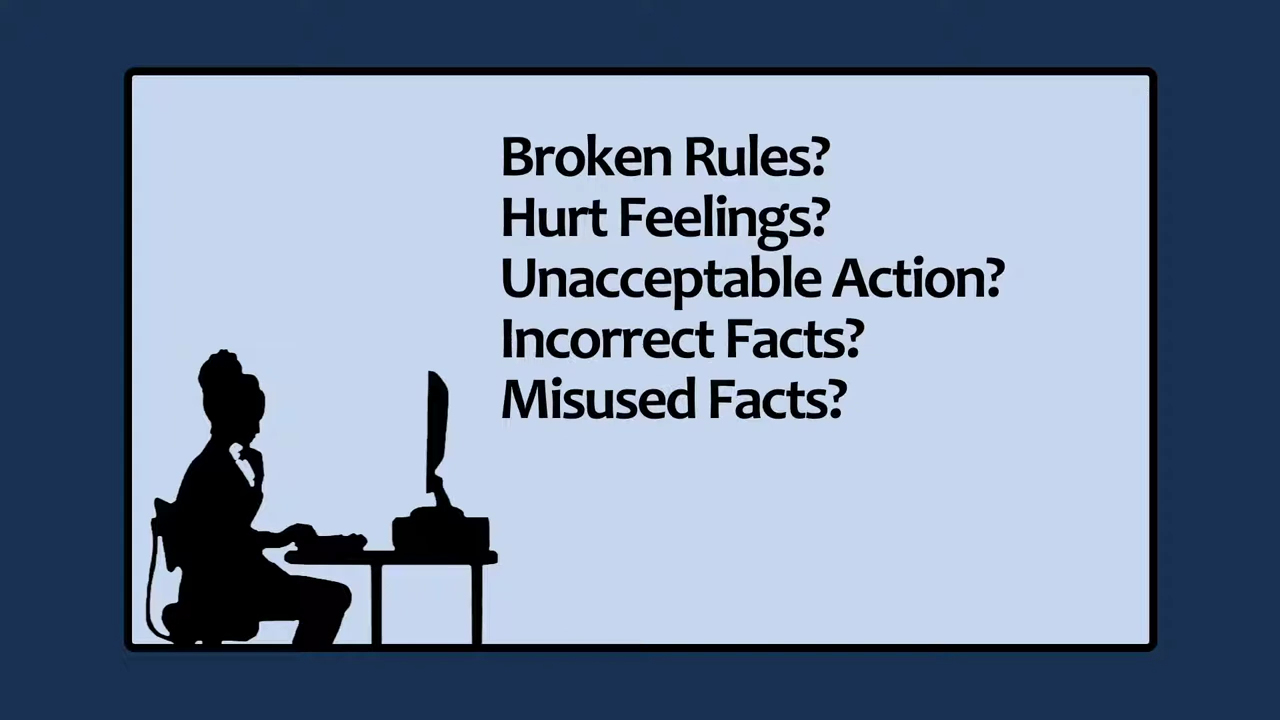 Broken Rules?
Hurt Feelings?
Unacceptable Action?
Incorrect Facts?
Misused Facts?